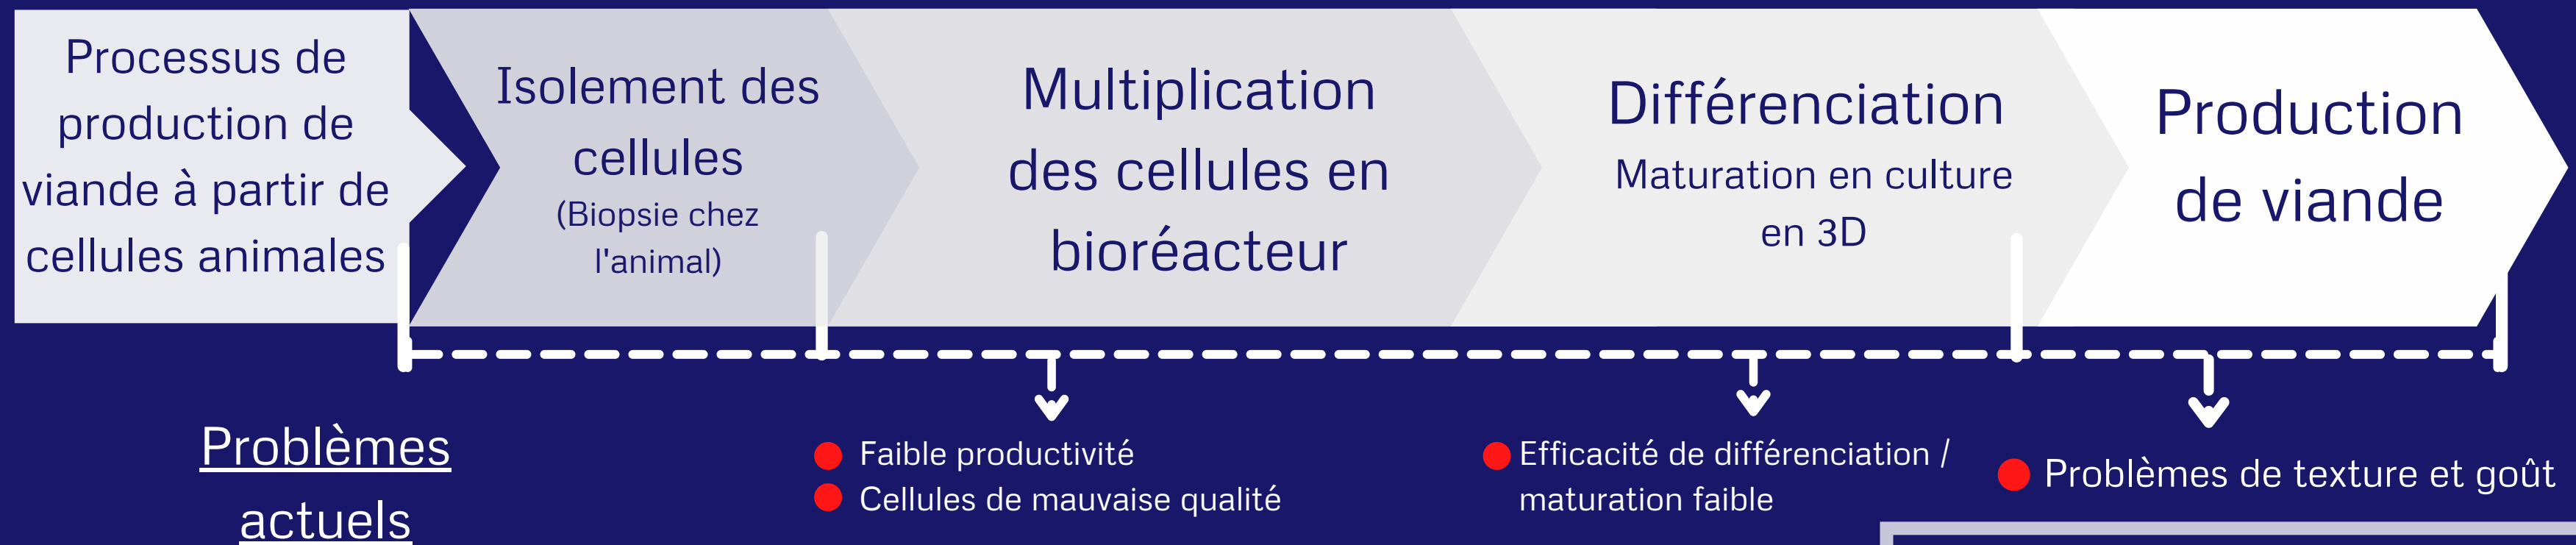 Processus de
production de
viande à partir de
cellules animales
Isolement des
cellules
(Biopsie chez
l'animal)
Multiplication
des cellules en
bioréacteur
Différenciation
Maturation en culture
en 3D
Production
de viande
Problèmes
actuels
Faible productivité
Cellules de mauvaise qualité
Efficacité de différenciation /
maturation faible
Problèmes de texture et goût